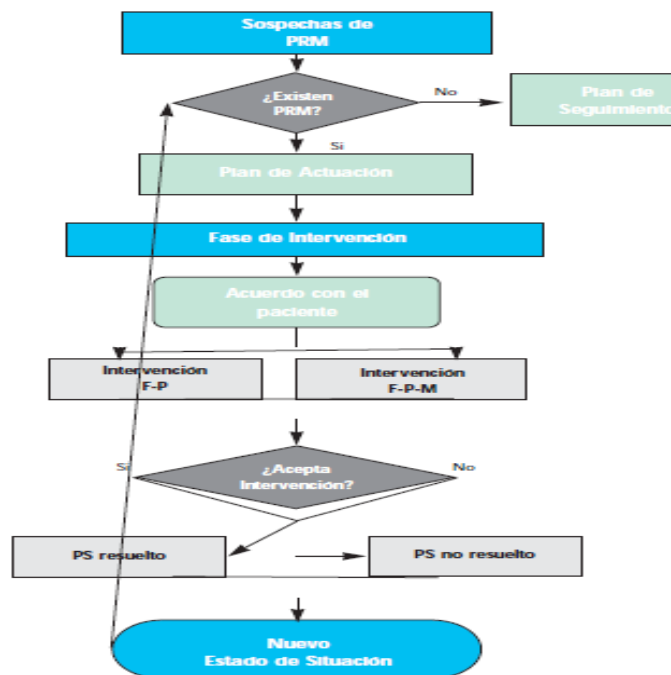 Sospechas de
PRM
¿Existen
PRM?
No
Plan de
Seguimiento
Si
Plan de Actuación
Fase de Intervención
Acuerdo con el
paciente
Intervención
F-P
Intervención
F-P-M
Si
¿Acepta
Intervención?
No
PS resuelto
PS no resuelto
Nuevo
Estado de Situación